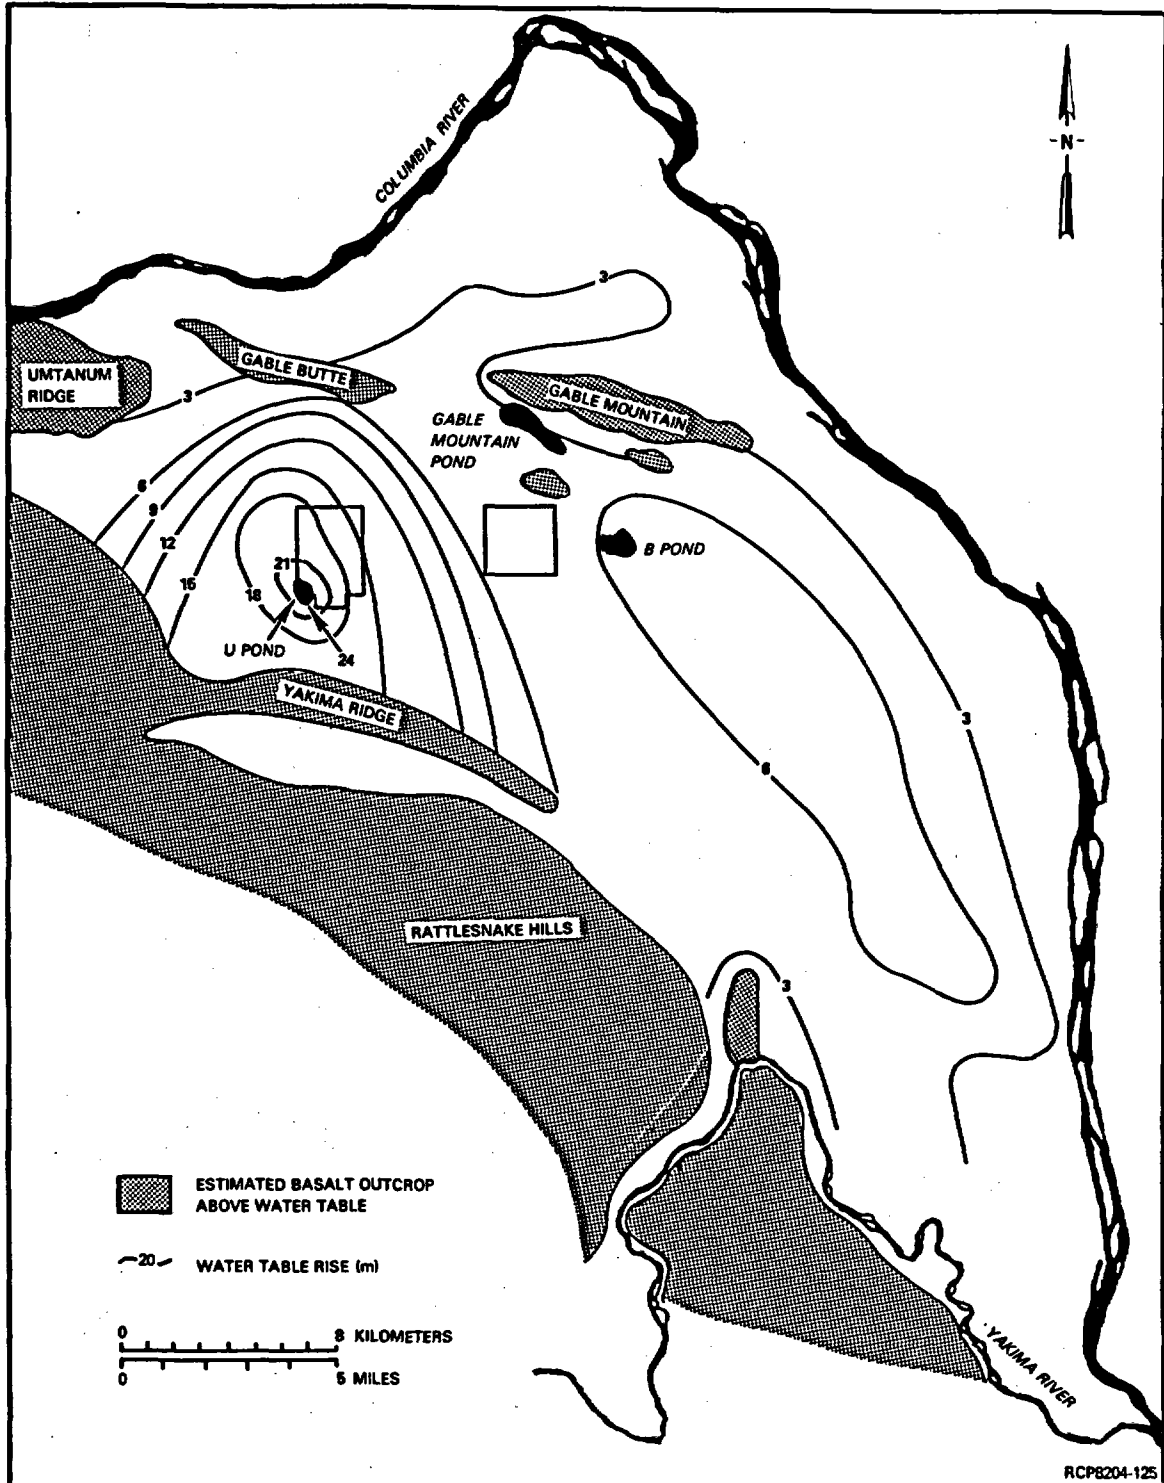 COLUMBIA RIVER
-N-
3
UMTANUM
RIDGE
GABLE BUTTE
3
GABLE MOUNTAIN
GABLE
MOUNTAIN
POND
6
9
12
15
18
21
24
U POND
B POND
YAKIMA RIDGE
3
6
RATTLESNAKE HILLS
3
ESTIMATED BASALT OUTCROP
ABOVE WATER TABLE
20
WATER TABLE RISE (m)
0
8 KILOMETERS
0
5 MILES
YAKIMA RIVER
RCP8204-125